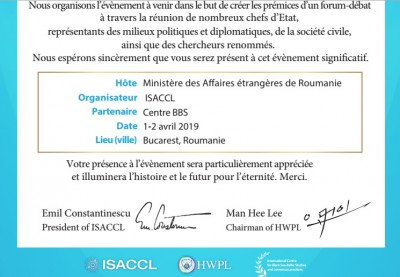 Nous organisons l'évènement à venir dans le but de créer les prémices d'un forum-débat
à travers la réunion de nombreux chefs d'Etat,
représentants des milieux politiques et diplomatiques, de la société civile,
ainsi que des chercheurs renommés.
Nous espérons sincèrement que vous serez présent à cet évènement significatif.
Hôte Ministère des Affaires étrangères de Roumanie
Organisateur ISACCL
Partenaire Centre BBS
Date 1-2 avril 2019
Lieu (ville) Bucarest, Roumanie
Votre présence à l'évènement sera particulièrement appréciée
et illuminera l'histoire et le futur pour l'éternité. Merci.
Emil Constantinescu
President of ISACCL
Man Hee Lee
Chairman of HWPL
ISACCL
HWPL